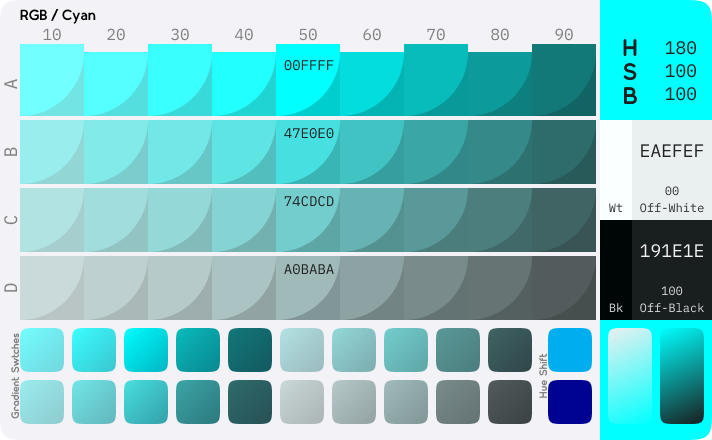 RGB / Cyan
10 20 30 40 50 60 70 80 90
A
00FFFF
B
47E0E0
C
74CDCD
D
A0BABA
Gradient Swtches
Hue Shift
H 180
S 100
B 100
EAEFEF
00
Wt Off-White
191E1E
100
Bk Off-Black